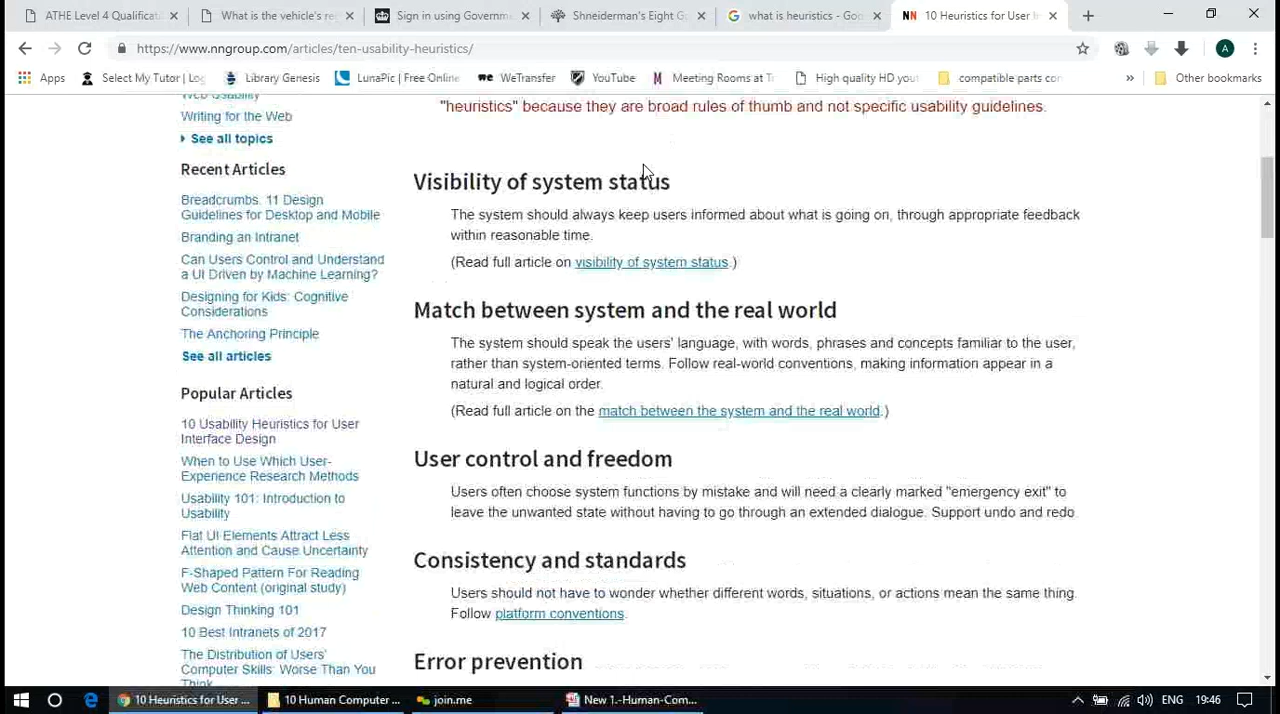 ATHE Level 4 Qualificati
What is the vehicle's re
Sign in using Governme
Shneiderman's Eight G
what is heuristics - Goo
NN 10 Heuristics for User In
https://www.nngroup.com/articles/ten-usability-heuristics/
A
Apps
Select My Tutor | Log
Library Genesis
LunaPic | Free Online
WeTransfer
YouTube
Meeting Rooms at Tr
High quality HD you
compatible parts con
» Other bookmarks
Web Usability
Writing for the Web
See all topics
Recent Articles
Breadcrumbs: 11 Design
Guidelines for Desktop and Mobile
Branding an Intranet
Can Users Control and Understand
a UI Driven by Machine Learning?
Designing for Kids: Cognitive
Considerations
The Anchoring Principle
See all articles
Popular Articles
10 Usability Heuristics for User
Interface Design
When to Use Which User-
Experience Research Methods
Usability 101: Introduction to
Usability
Flat UI Elements Attract Less
Attention and Cause Uncertainty
F-Shaped Pattern For Reading
Web Content (original study)
Design Thinking 101
10 Best Intranets of 2017
The Distribution of Users'
Computer Skills: Worse Than You
Think
"heuristics" because they are broad rules of thumb and not specific usability guidelines.
Visibility of system status
The system should always keep users informed about what is going on, through appropriate feedback
within reasonable time.
(Read full article on visibility of system status.)
Match between system and the real world
The system should speak the users' language, with words, phrases and concepts familiar to the user,
rather than system-oriented terms. Follow real-world conventions, making information appear in a
natural and logical order.
(Read full article on the match between the system and the real world.)
User control and freedom
Users often choose system functions by mistake and will need a clearly marked "emergency exit" to
leave the unwanted state without having to go through an extended dialogue. Support undo and redo
Consistency and standards
Users should not have to wonder whether different words, situations, or actions mean the same thing.
Follow platform conventions.
Error prevention
10 Heuristics for User ...
10 Human Computer ...
join.me
New 1.-Human-Com...
ENG
19:46